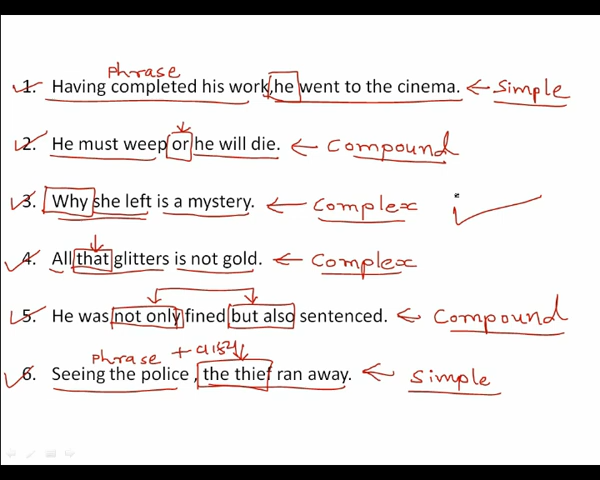 phrase
1. Having completed his work,he went to the cinema. ← Simple
2. He must weep or he will die. ← Compound
3. Why she left is a mystery. ← Complex
4. All that glitters is not gold. ← Complex
5. He was not only fined but also sentenced. ← Compound
phrase +
6. Seeing the police , the thief ran away. ← Simple